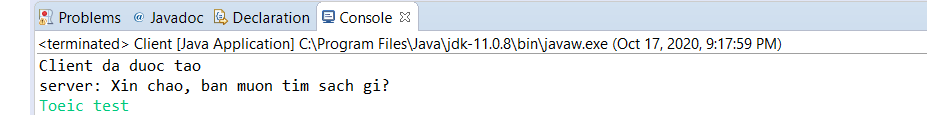 Problems @ Javadoc Declaration Console
<terminated> Client [Java Application] C:\Program Files\Java\jdk-11.0.8\bin\javaw.exe (Oct 17, 2020, 9:17:59 PM)
Client da duoc tao
server: Xin chao, ban muon tim sach gi?
Toeic test